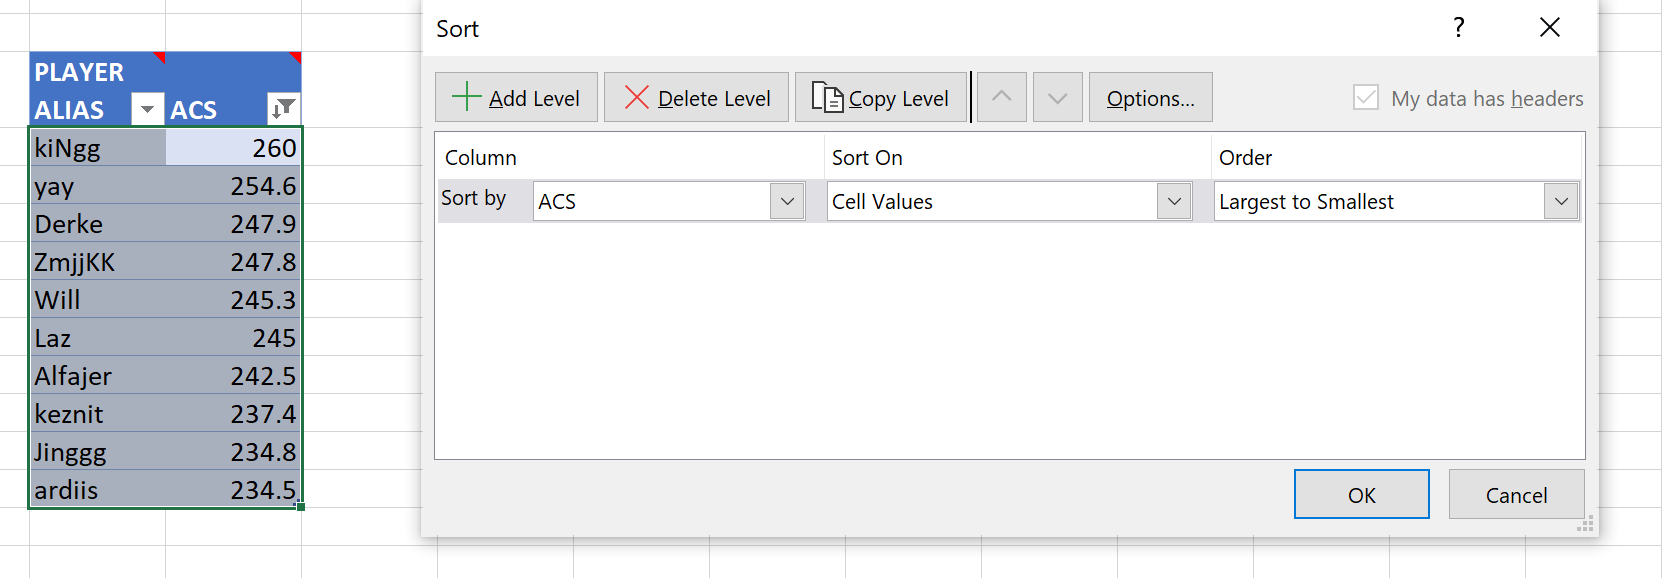 PLAYER
ALIAS ACS
kiNgg 260
yay 254.6
Derke 247.9
ZmjjKK 247.8
Will 245.3
Laz 245
Alfajer 242.5
keznit 237.4
Jinggg 234.8
ardiis 234.5
Sort ?
Add Level Delete Level Copy Level Options... My data has headers
Column Sort On Order
Sort by ACS Cell Values Largest to Smallest
OK Cancel